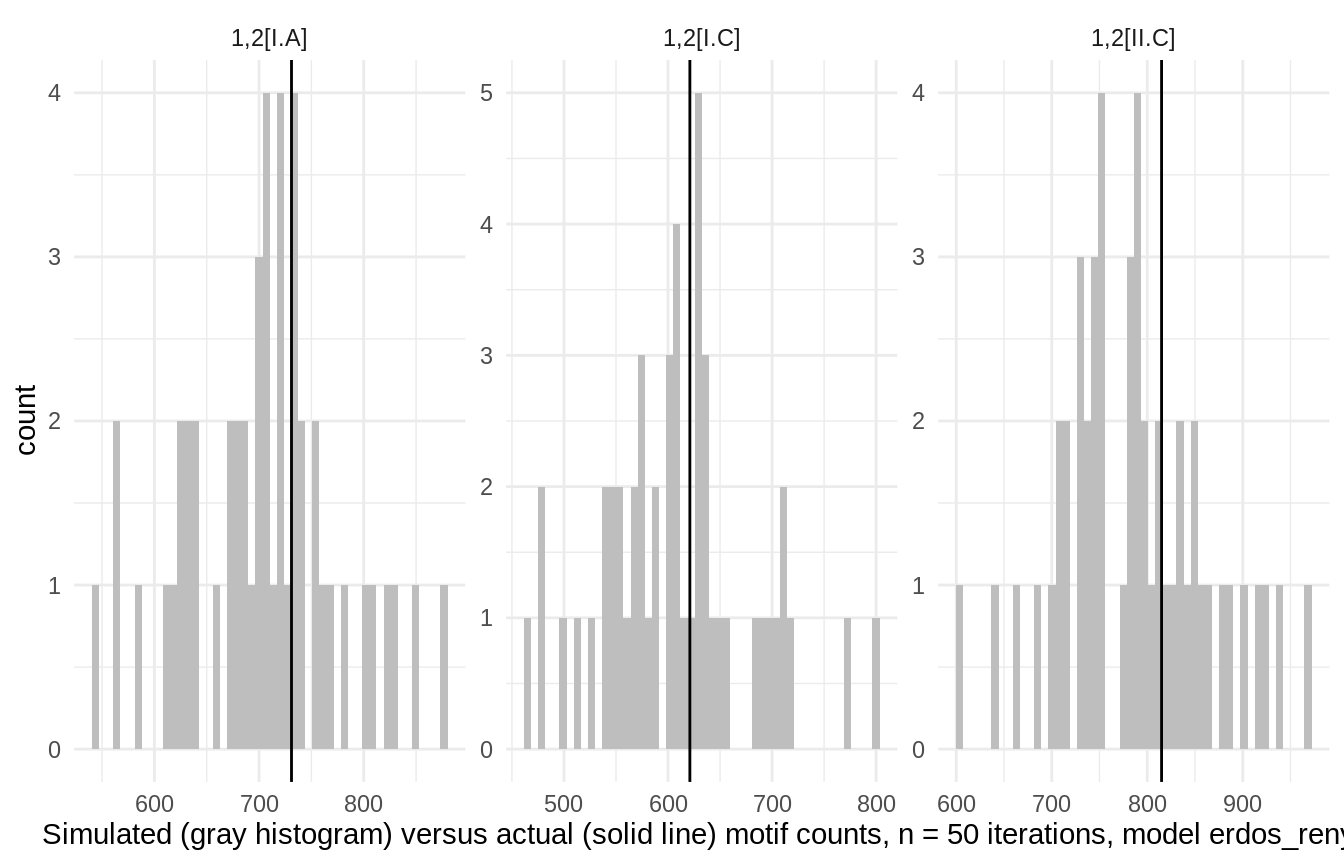 1,2[I.A] 1,2[I.C] 1,2[II.C]
4 5 4
4
3 3
3
count
2 2
2
1 1
1
0 0 0
600 700 800 500 600 700 800 600 700 800 900
Simulated (gray histogram) versus actual (solid line) motif counts, n = 50 iterations, model erdos_reny